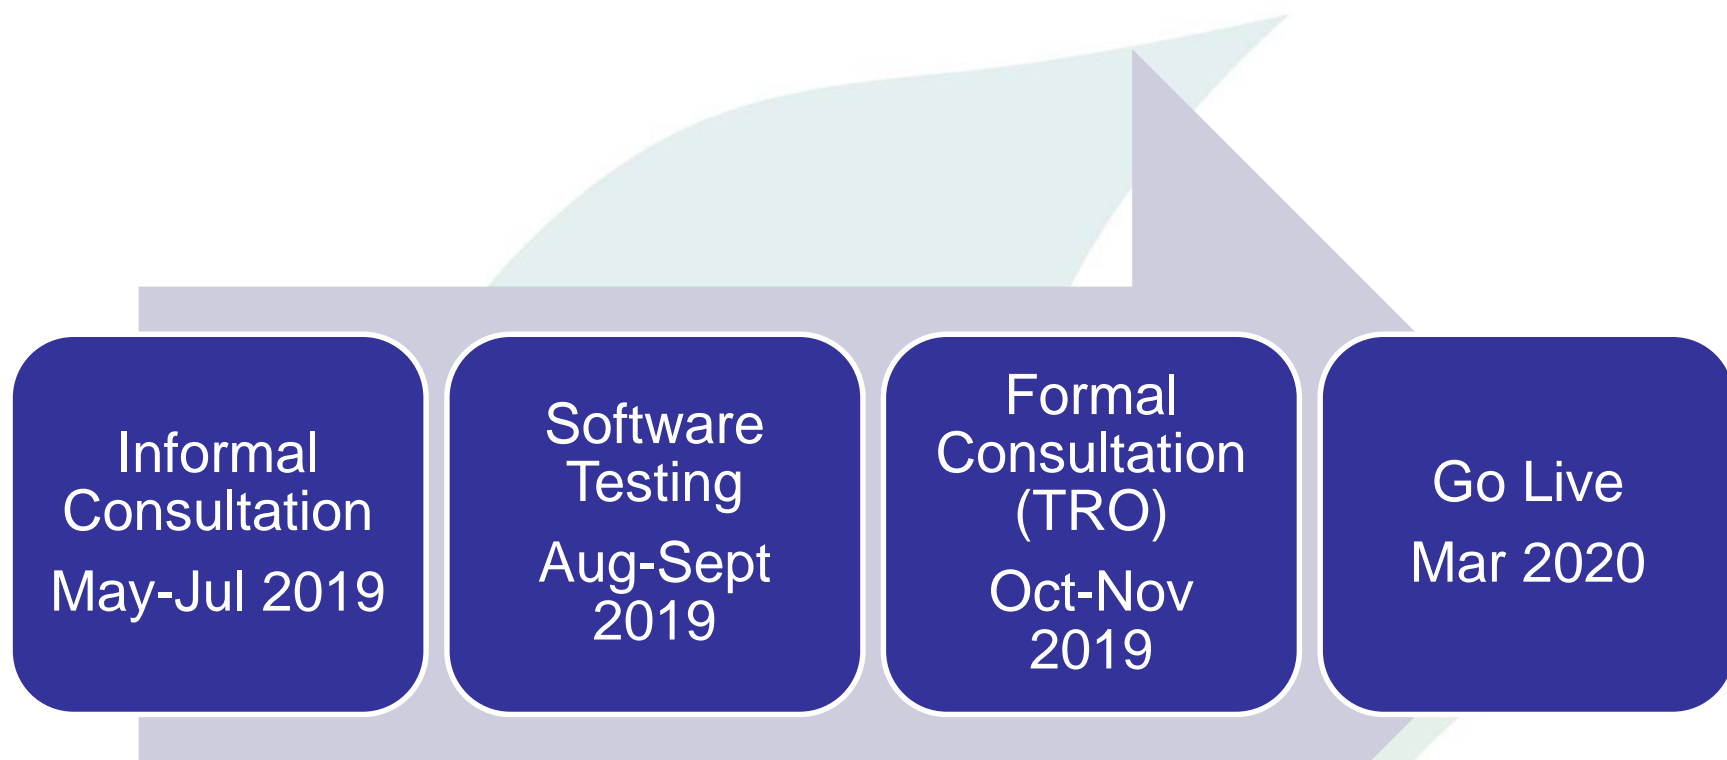 Informal
Consultation
May-Jul 2019
Software
Testing
Aug-Sept
2019
Formal
Consultation
(TRO)
Oct-Nov
2019
Go Live
Mar 2020